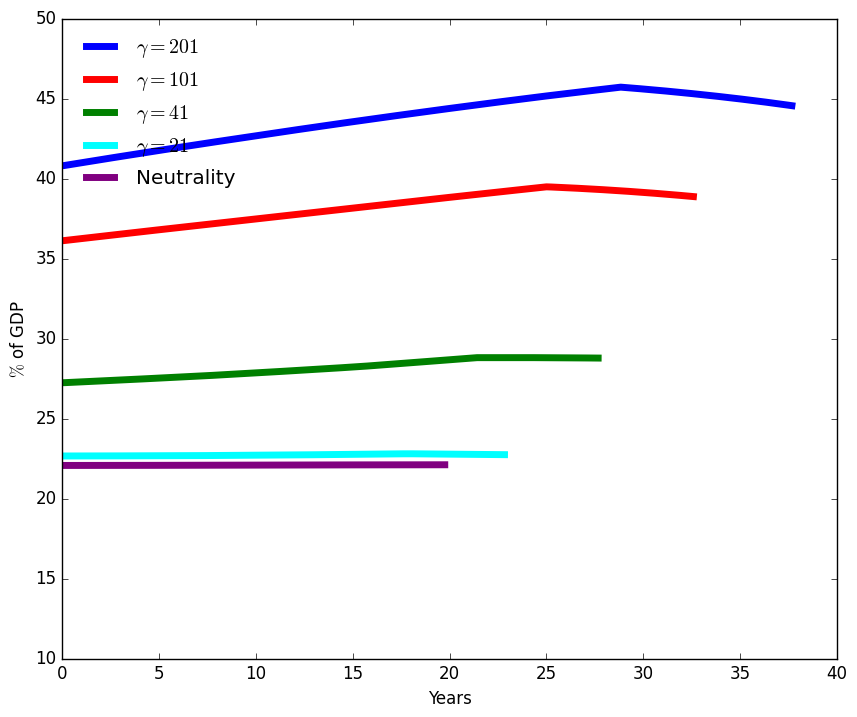 50
45
40
35
30
25
20
15
10
% of GDP
γ = 201
γ = 101
γ = 41
γ = 21
Neutrality
0 5 10 15 20 25 30 35 40
Years